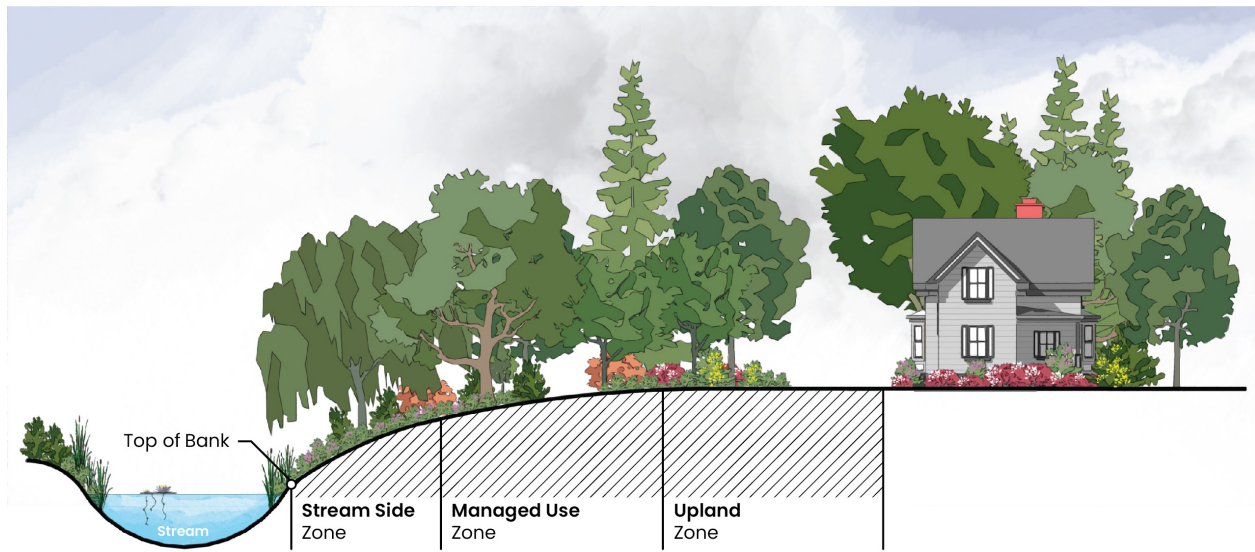 Top of Bank
Stream
Stream Side
Zone
Managed Use
Zone
Upland
Zone